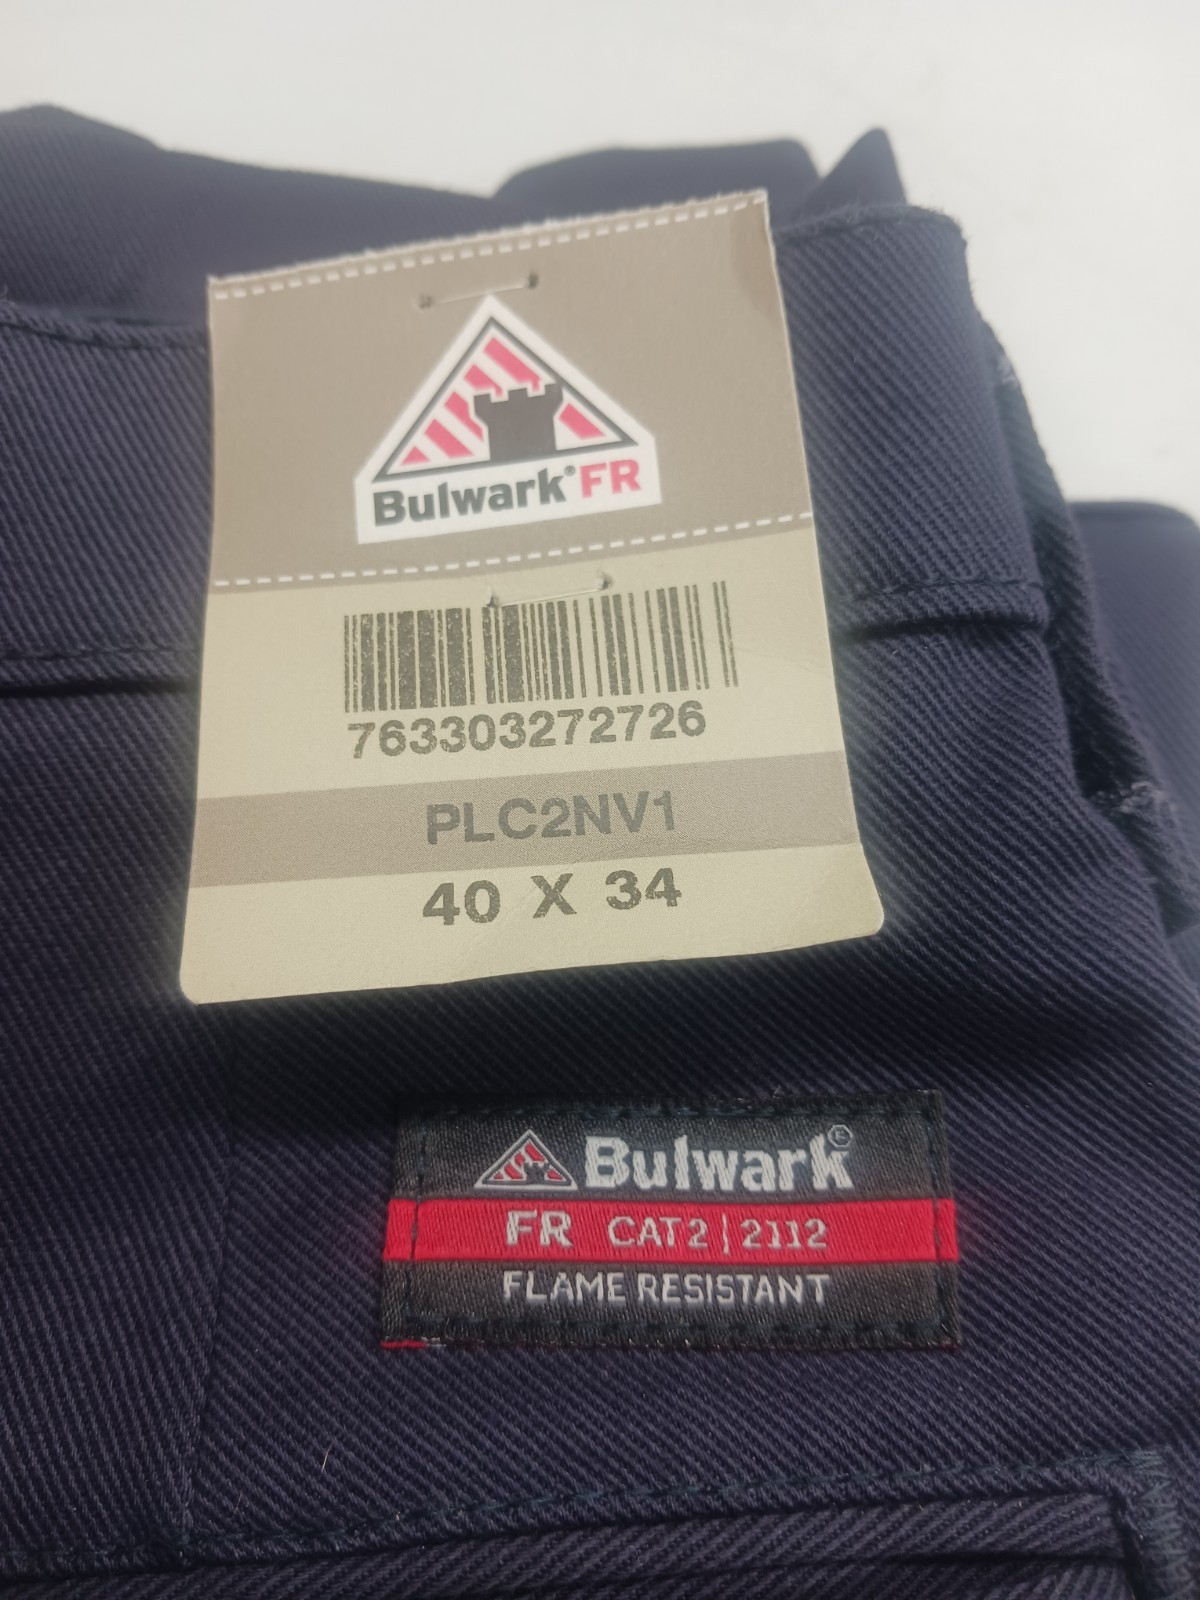 Bulwark®FR
763303272726
PLC2NV1
40 X 34
Bulwark®
FR CAT2 | 2112
FLAME RESISTANT